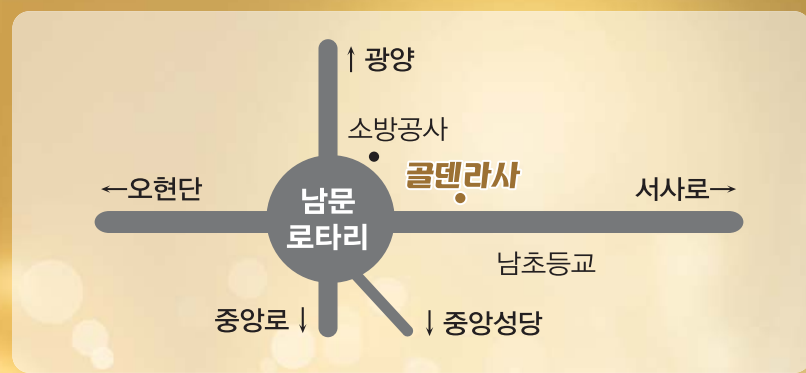 ↑ 광양
소방공사
골덴라사
←오현단
서사로→
남문
로타리
남초등교
중앙로 ↓
↓ 중앙성당